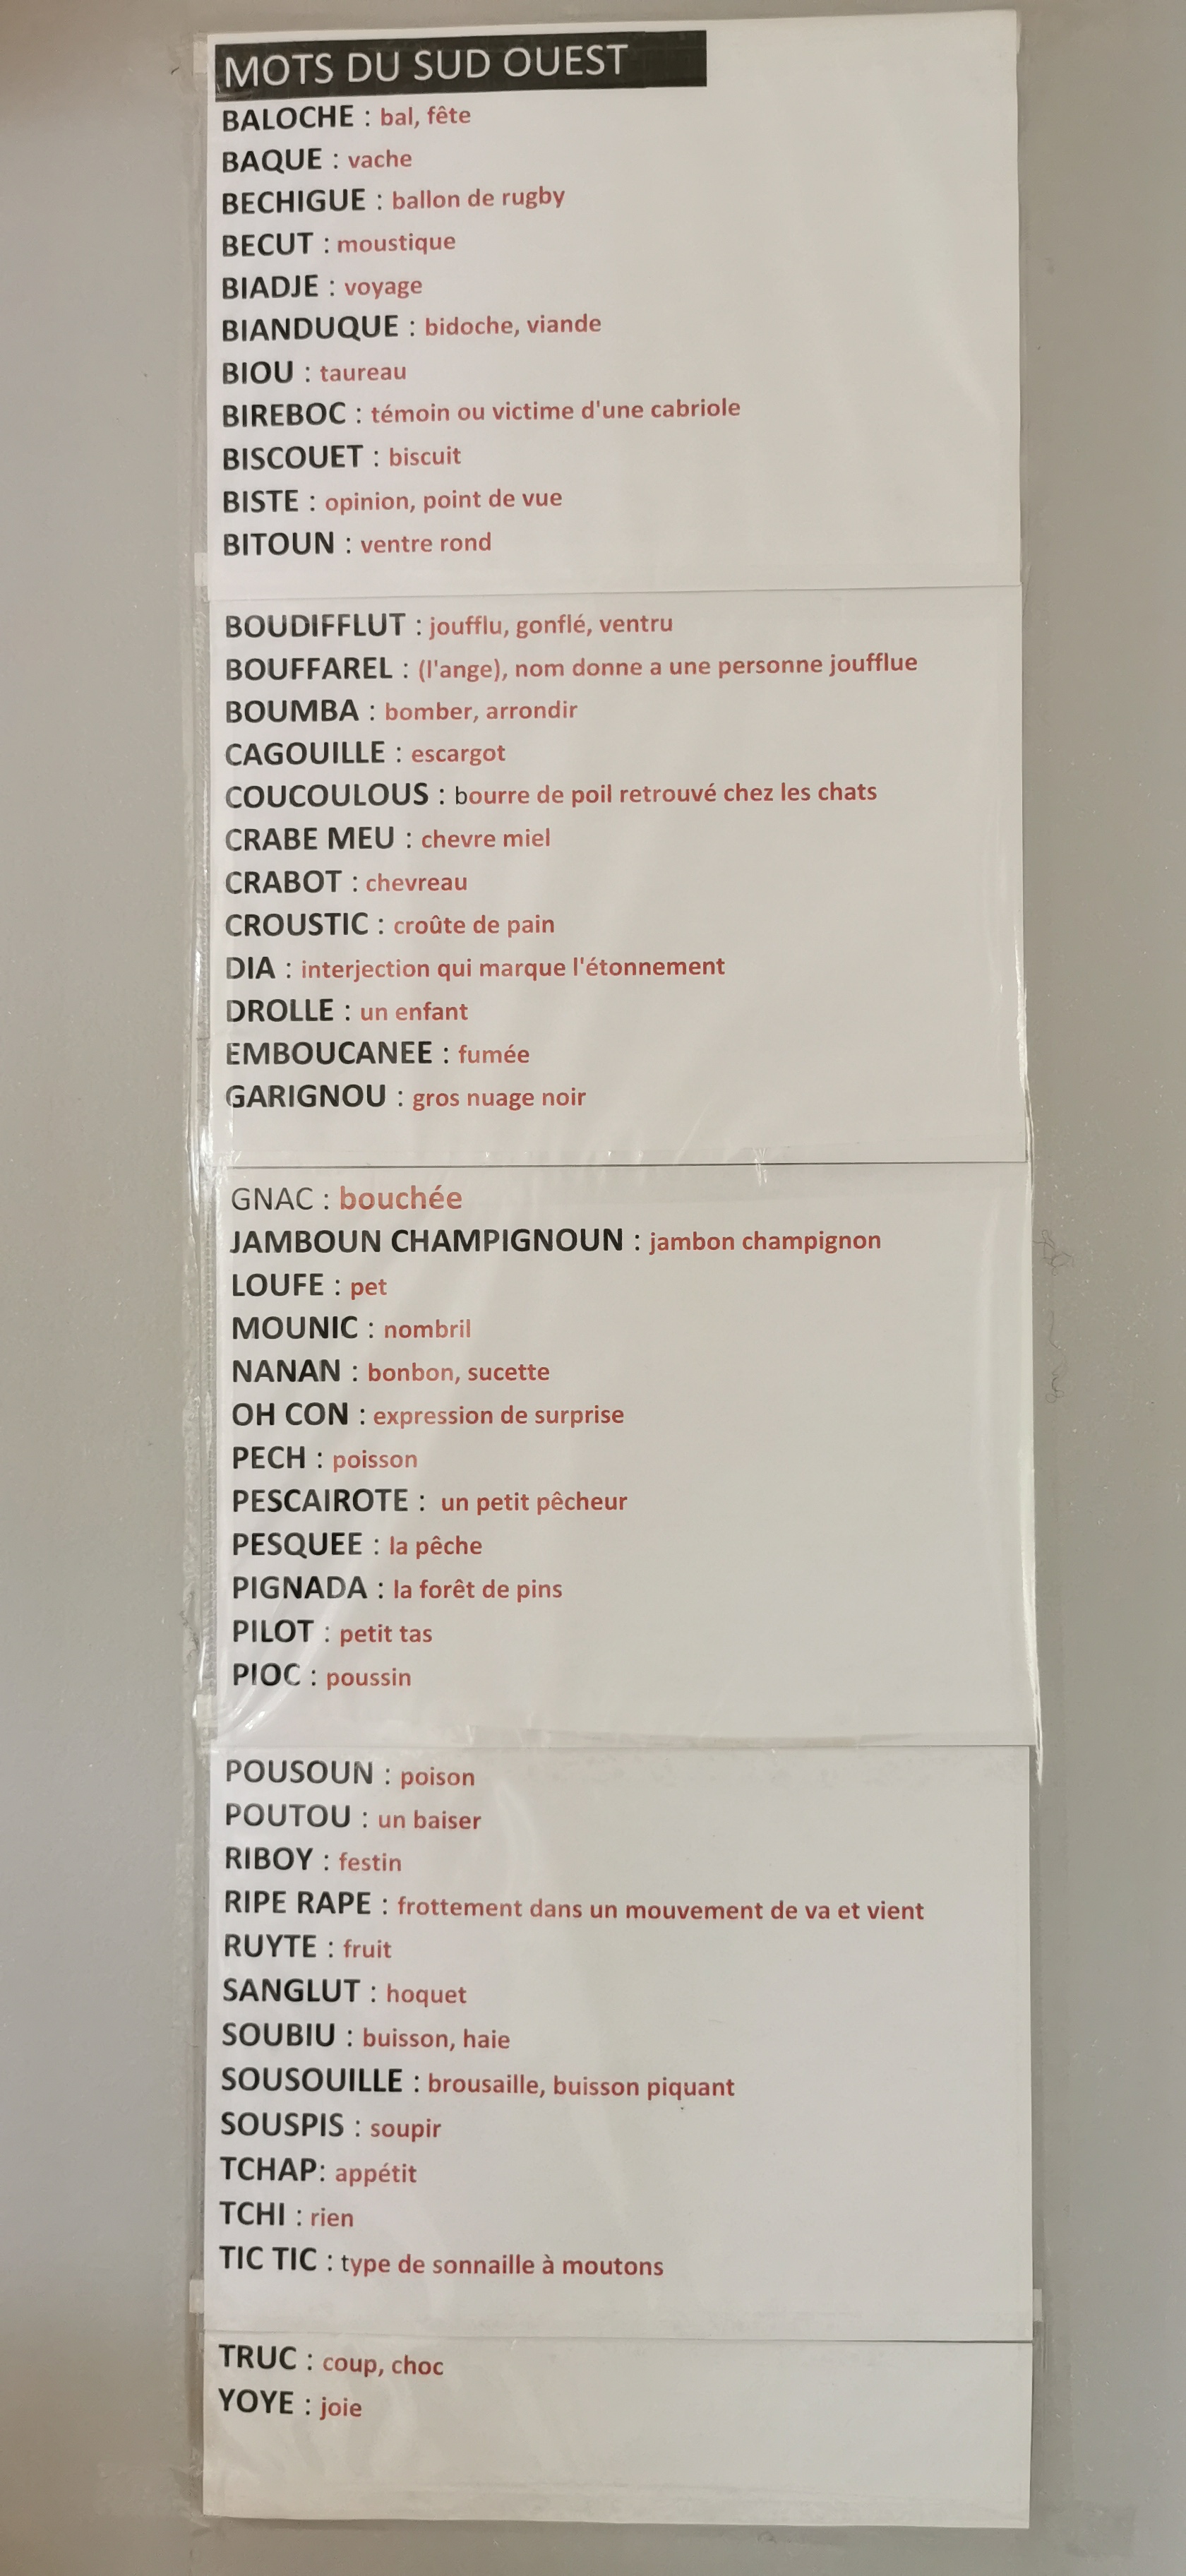 MOTS DU SUD OUEST
BALOCHE : bal, fête
BAQUE : vache
BECHIGUE : ballon de rugby
BECUT : moustique
BIADJE : voyage
BIANDUQUE : bidoche, viande
BIOU : taureau
BIREBOC : témoin ou victime d'une cabriole
BISCOUET : biscuit
BISTE : opinion, point de vue
BITOUN : ventre rond
BOUDIFFLUT : joufflu, gonflé, ventru
BOUFFAREL : (l'ange), nom donne a une personne joufflue
BOUMBA : bomber, arrondir
CAGOUILLE : escargot
COUCOULOUS : bourre de poil retrouvé chez les chats
CRABE MEU : chevre miel
CRABOT : chevreau
CROUSTIC : croûte de pain
DIA : interjection qui marque l'étonnement
DROLLE : un enfant
EMBOUCANEE : fumée
GARIGNOU : gros nuage noir
GNAC : bouchée
JAMBOUN CHAMPIGNOUN : jambon champignon
LOUFE : pet
MOUNIC : nombril
NANAN : bonbon, sucette
OH CON : expression de surprise
PECH : poisson
PESCAIROTE : un petit pêcheur
PESQUEE : la pêche
PIGNADA : la forêt de pins
PILOT : petit tas
PIOC : poussin
POUSOUN : poison
POUTOU : un baiser
RIBOY : festin
RIPE RAPE : frottement dans un mouvement de va et vient
RUYTE : fruit
SANGLUT : hoquet
SOUBIU : buisson, haie
SOUSOUILLE : brousaille, buisson piquant
SOUSPIS : soupir
TCHAP: appétit
TCHI : rien
TIC TIC : type de sonnaille à moutons
TRUC : coup, choc
YOYE : joie